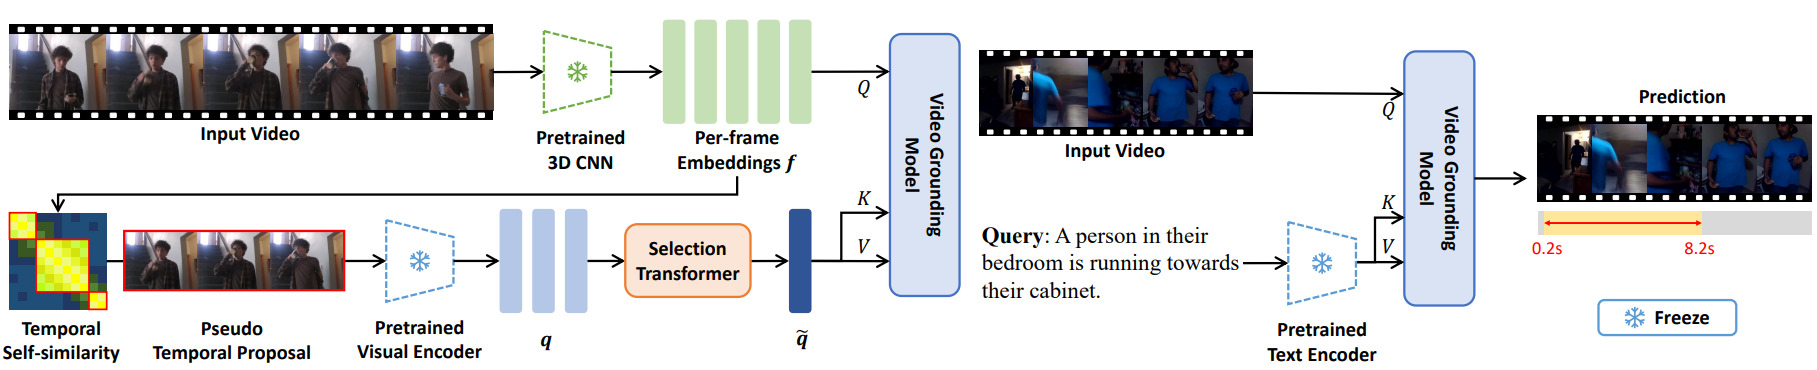 Input Video
Pretrained
3D CNN
Per-frame
Embeddings f
Q
K
V
Video Grounding
Model
Temporal
Self-similarity
Pseudo
Temporal Proposal
Pretrained
Visual Encoder
q
Selection
Transformer
q̃
Input Video
Query: A person in their
bedroom is running towards
their cabinet.
Pretrained
Text Encoder
Q
K
V
Video Grounding
Model
Prediction
0.2s
8.2s
Freeze